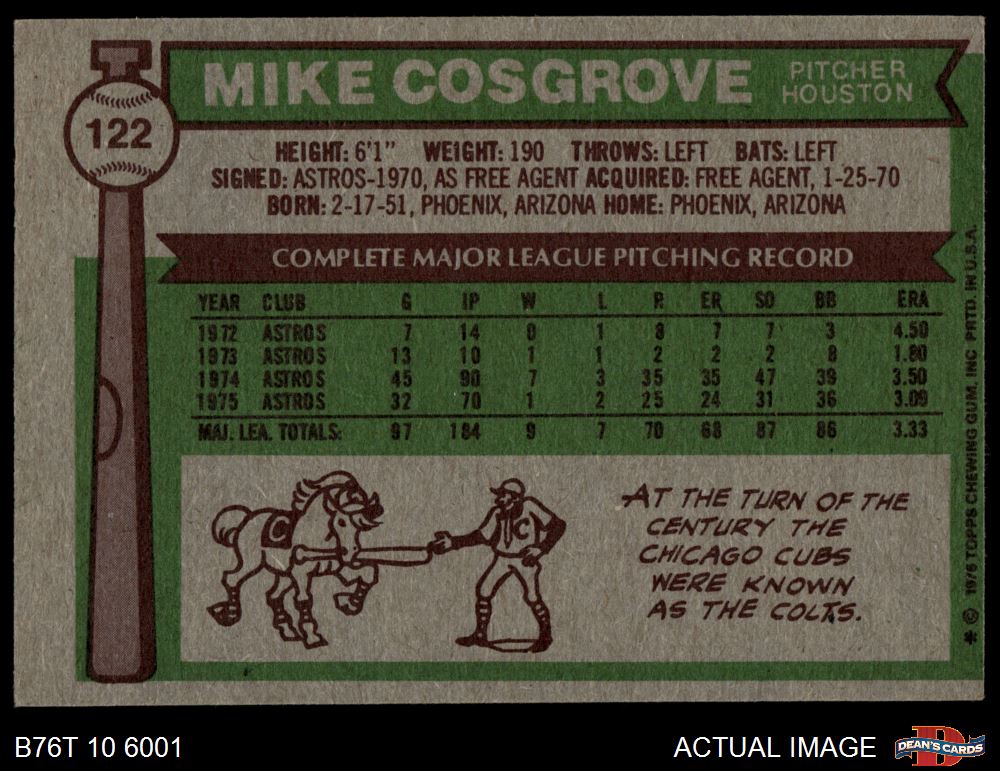 122
MIKE COSGROVE
PITCHER
HOUSTON
HEIGHT: 6'1" WEIGHT: 190 THROWS: LEFT BATS: LEFT
SIGNED: ASTROS-1970, AS FREE AGENT ACQUIRED: FREE AGENT, 1-25-70
BORN: 2-17-51, PHOENIX, ARIZONA HOME: PHOENIX, ARIZONA
COMPLETE MAJOR LEAGUE PITCHING RECORD
YEAR CLUB G IP W L R ER SO BB ERA
1972 ASTROS 7 14 0 1 8 7 7 3 4.50
1973 ASTROS 13 10 1 1 2 2 2 8 1.80
1974 ASTROS 45 90 7 3 35 35 47 39 3.50
1975 ASTROS 32 70 1 2 25 24 31 36 3.09
MAJ. LEA. TOTALS: 97 184 9 7 70 68 87 86 3.33
C
C
AT THE TURN OF THE
CENTURY THE
CHICAGO CUBS
WERE KNOWN
AS THE COLTS.
* © 1976 TOPPS CHEWING GUM, INC PRTD. IN U.S.A.
B76T 10 6001
ACTUAL IMAGE
D
DEAN'S CARDS